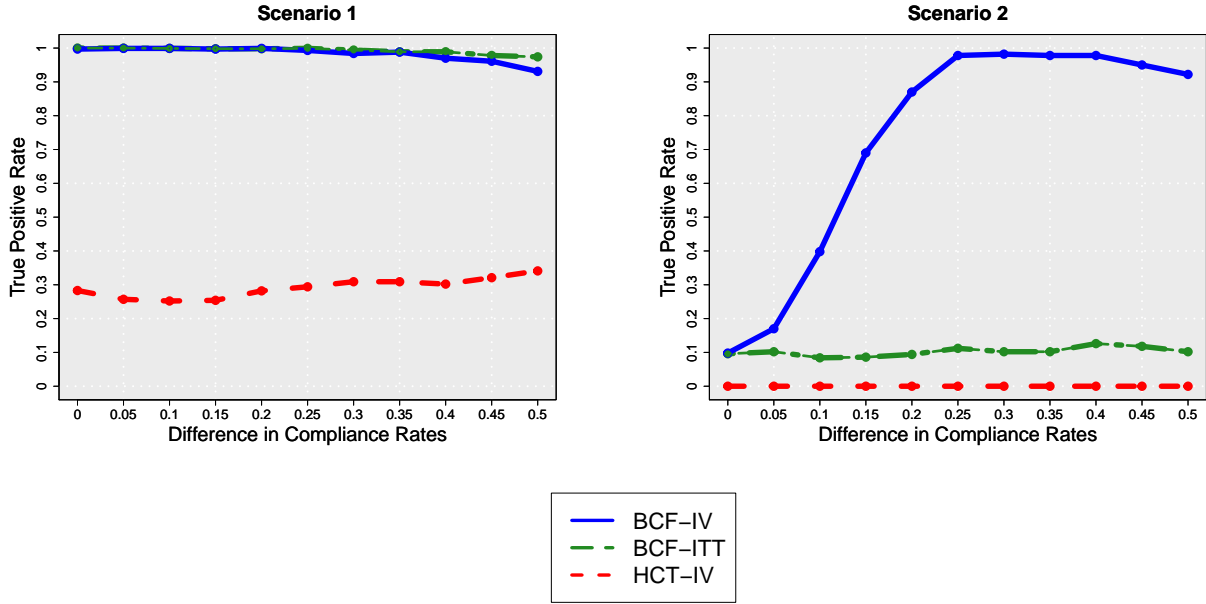 Scenario 1
True Positive Rate
1
0.9
0.8
0.7
0.6
0.5
0.4
0.3
0.2
0.1
0
0 0.05 0.1 0.15 0.2 0.25 0.3 0.35 0.4 0.45 0.5
Difference in Compliance Rates
Scenario 2
True Positive Rate
1
0.9
0.8
0.7
0.6
0.5
0.4
0.3
0.2
0.1
0
0 0.05 0.1 0.15 0.2 0.25 0.3 0.35 0.4 0.45 0.5
Difference in Compliance Rates
BCF−IV
BCF−ITT
HCT−IV